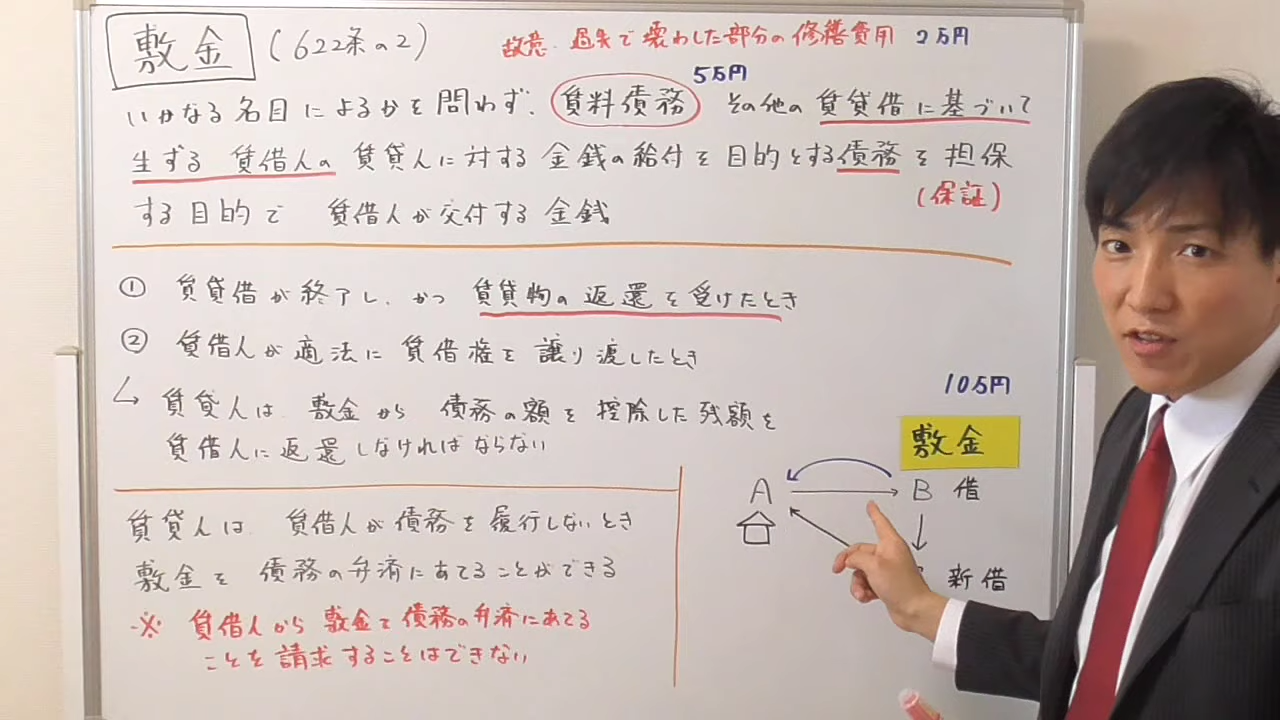 敷金 (622条の2)
故意、過失で壊わした部分の修繕費用 2万円
5万円
いかなる名目によるかを問わず、賃料債務 その他の賃貸借に基づいて
生ずる 賃借人の 賃貸人に対する 金銭の給付を目的とする債務を担保
(保証)
する目的で 賃借人が交付する金銭
① 賃貸借が終了し、かつ 賃貸物の返還を受けたとき
② 賃借人が適法に 賃借権を譲り渡したとき
賃貸人は 敷金から 債務の額を控除した残額を
賃借人に返還しなければならない
10万円
敷金
A B 借
新借
賃貸人は 賃借人が債務を履行しないとき
敷金を 債務の弁済にあてることができる
※ 賃借人から 敷金で債務の弁済にあてる
ことを請求することはできない